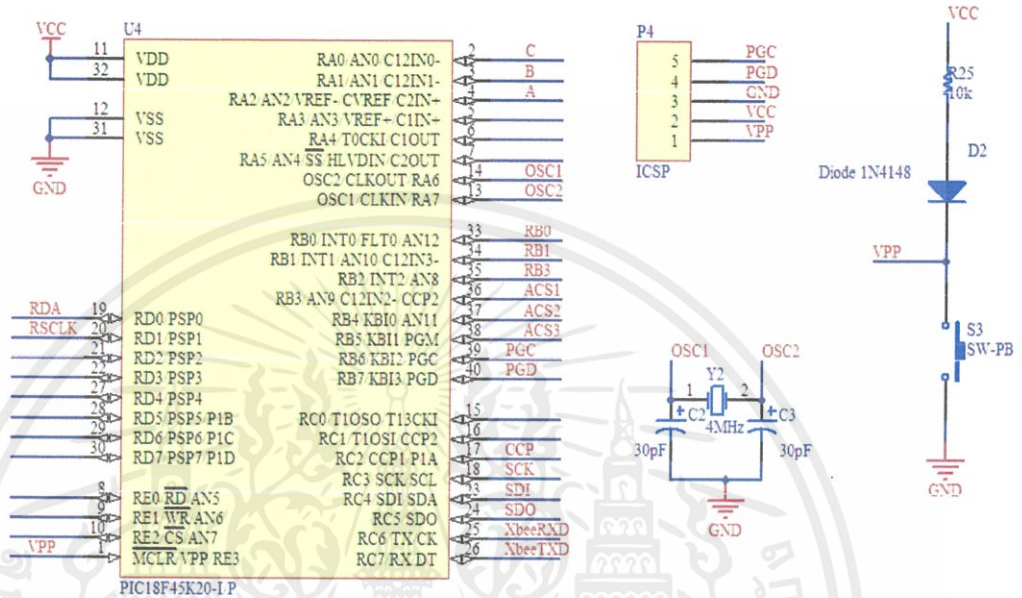 VCC
U4
11 VDD
32 VDD
12 VSS
31 VSS
GND
RDA 19 RD0/PSP0
RSCLK 20 RD1/PSP1
21 RD2 PSP2
22 RD3/PSP3
27 RD4 PSP4
28 RD5/PSP5/P1B
29 RD6 PSP6 P1C
30 RD7/PSP7 P1D
8 RE0 RD AN5
9 RE1 WR AN6
10 RE2 CS AN7
VPP 1 MCLR/VPP RE3
PIC18F45K20-I/P
RA0/AN0/C12IN0- 2 C
RA1/AN1/C12IN1- 3 B
RA2/AN2/VREF- CVREF/C2IN+ 4 A
RA3/AN3/VREF+/C1IN+ 5
RA4/T0CKI/C1OUT 6
RA5/AN4/SS HLVDIN C2OUT 7
OSC2 CLKOUT RA6 14 OSC1
OSC1 CLKIN RA7 13 OSC2
RB0/INT0/FLT0 AN12 33 RB0
RB1/INT1/AN10 C12IN3- 34 RB1
RB2 INT2 AN8 35 RB3
RB3/AN9/C12IN2- CCP2 36 ACS1
RB4 KBI0 AN11 37 ACS2
RB5 KBI1 PGM 38 ACS3
RB6/KBI2 PGC 39 PGC
RB7/KBI3 PGD 40 PGD
RC0/T1OSO T13CKI 15
RC1/T1OSI CCP2 16
RC2 CCP1 P1A 17 CCP
RC3 SCK/SCL 18 SCK
RC4 SDI SDA 23 SDI
RC5 SDO 24 SDO
RC6 TX CK 25 XbeeRXD
RC7/RX DT 26 XbeeTXD
P4
5 PGC
4 PGD
3 GND
2 VCC
1 VPP
ICSP
OSC1 OSC2
Y2
1 2
C2 4MHz C3
30pF 30pF
GND
VCC
R25
10k
D2
Diode 1N4148
VPP
S3
SW-PB
GND